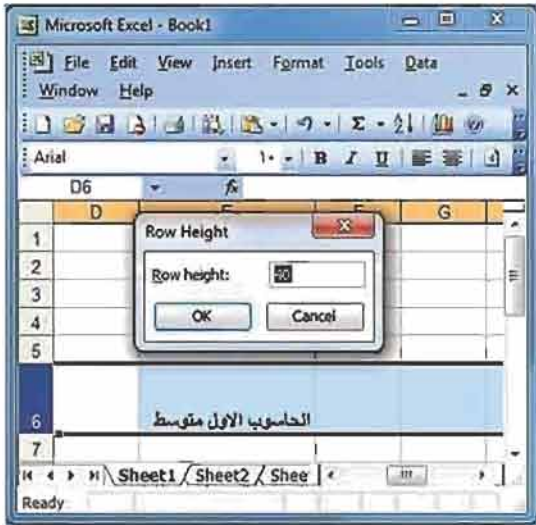 Microsoft Excel - Book1
File Edit View Insert Format Tools Data
Window Help
Arial
B I U
D6 fx
D G
Row Height
Row height: 40
OK Cancel
1
2
3
4
5
6 الحاسوب الاول متوسط
7
Sheet1 Sheet2 Shee
Ready